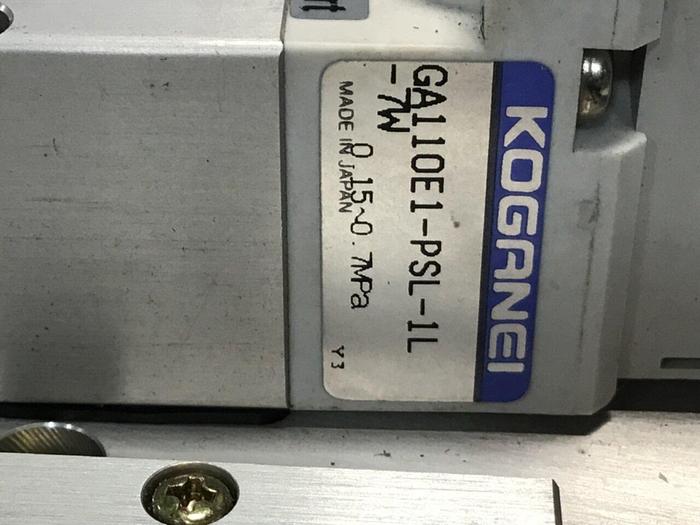 KOGANEI
GA110E1-PSL-1L
-7W
0.15~0.7MPa
MADE IN JAPAN
Y3